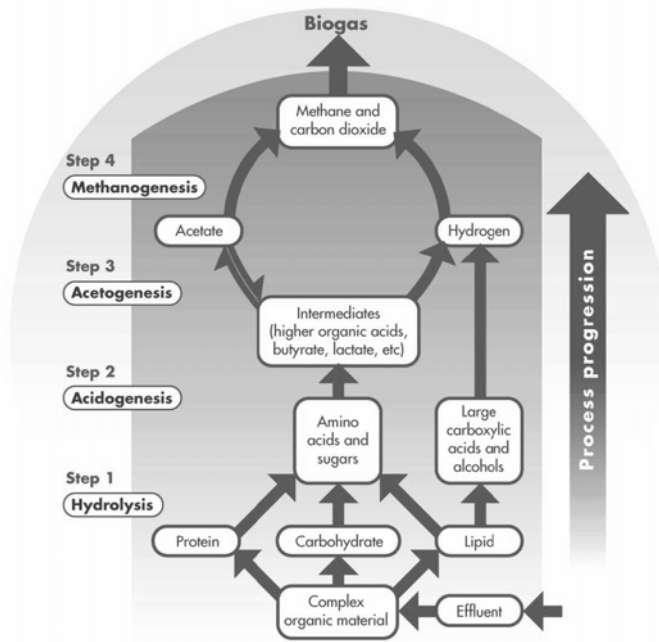 Biogas
Methane and
carbon dioxide
Step 4
Methanogenesis
Acetate
Hydrogen
Step 3
Acetogenesis
Intermediates
(higher organic acids,
butyrate, lactate, etc)
Step 2
Acidogenesis
Amino
acids and
sugars
Large
carboxylic
acids and
alcohols
Step 1
Hydrolysis
Protein
Carbohydrate
Lipid
Complex
organic material
Effluent
Process progression